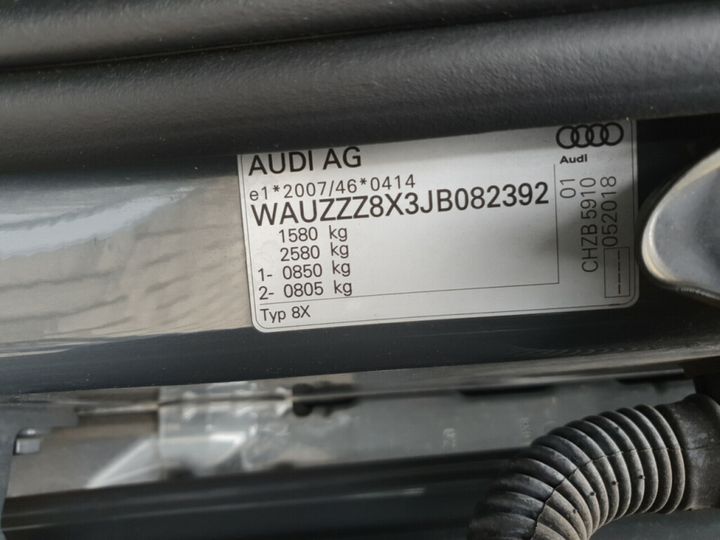 AUDI AG
e1*2007/46*0414
WAUZZZ8X3JB082392
1580 kg
2580 kg
1- 0850 kg
2- 0805 kg
Typ 8X
Audi
01
CHZB 5910
052018
----